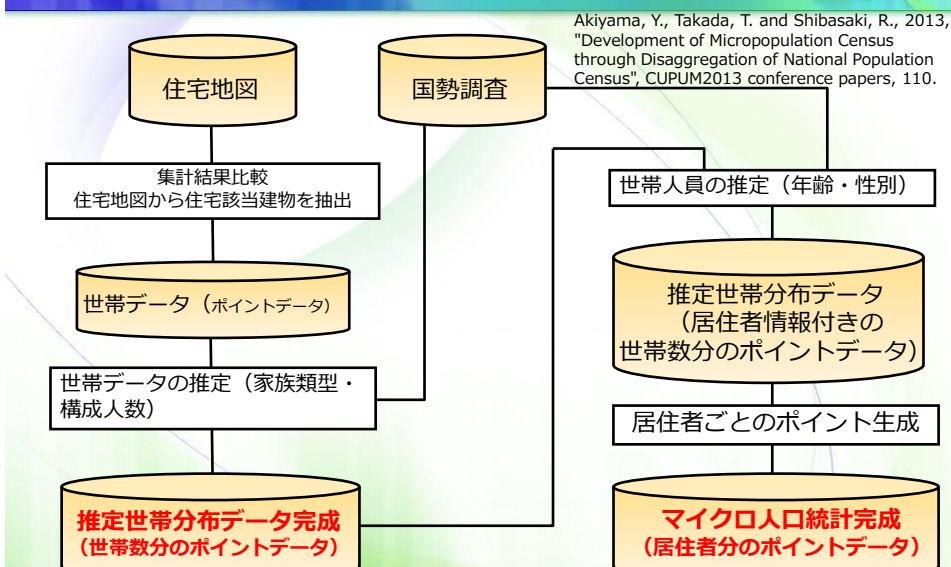 Akiyama, Y., Takada, T. and Shibasaki, R., 2013,
"Development of Micropopulation Census
through Disaggregation of National Population
Census", CUPUM2013 conference papers, 110.
住宅地図
国勢調査
集計結果比較
住宅地図から住宅該当建物を抽出
世帯データ（ポイントデータ）
世帯データの推定（家族類型・
構成人数）
推定世帯分布データ完成
（世帯数分のポイントデータ）
世帯人員の推定（年齢・性別）
推定世帯分布データ
（居住者情報付きの
世帯数分のポイントデータ）
居住者ごとのポイント生成
マイクロ人口統計完成
（居住者分のポイントデータ）